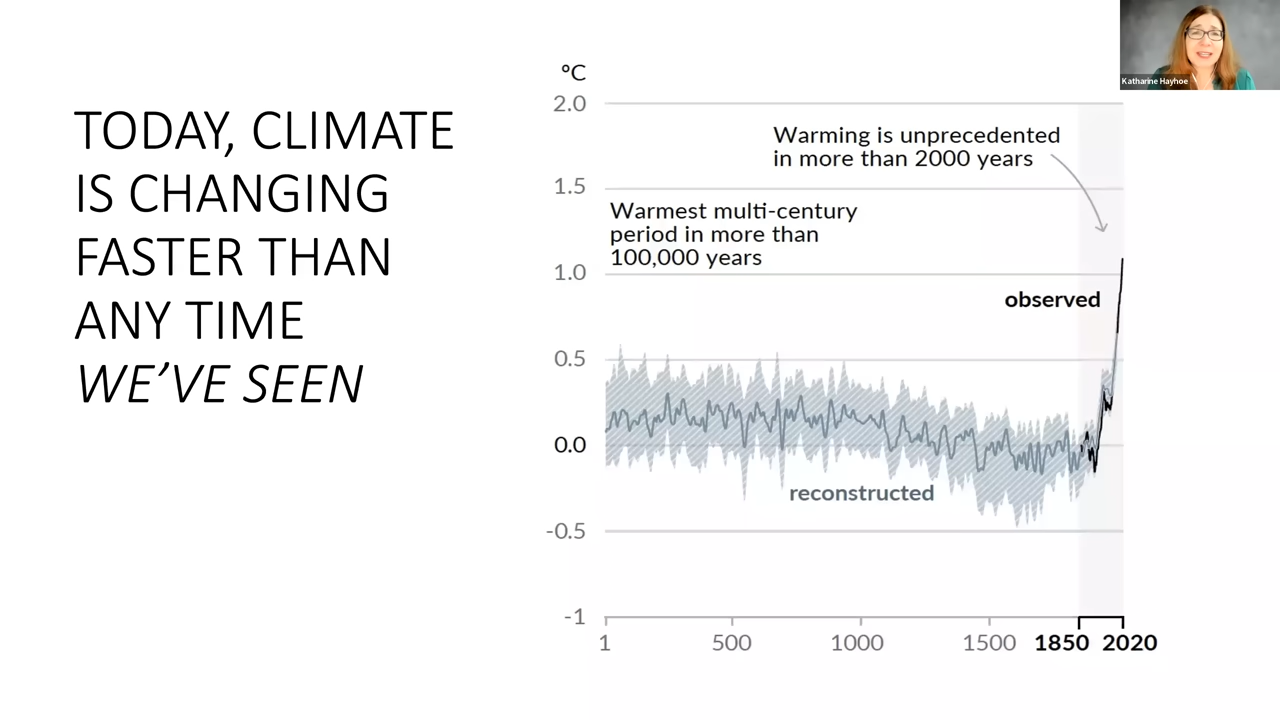 TODAY, CLIMATE
IS CHANGING
FASTER THAN
ANY TIME
WE’VE SEEN
°C
2.0
1.5
1.0
0.5
0.0
-0.5
-1
Warming is unprecedented
in more than 2000 years
Warmest multi-century
period in more than
100,000 years
observed
reconstructed
1 500 1000 1500 1850 2020
Katharine Hayhoe